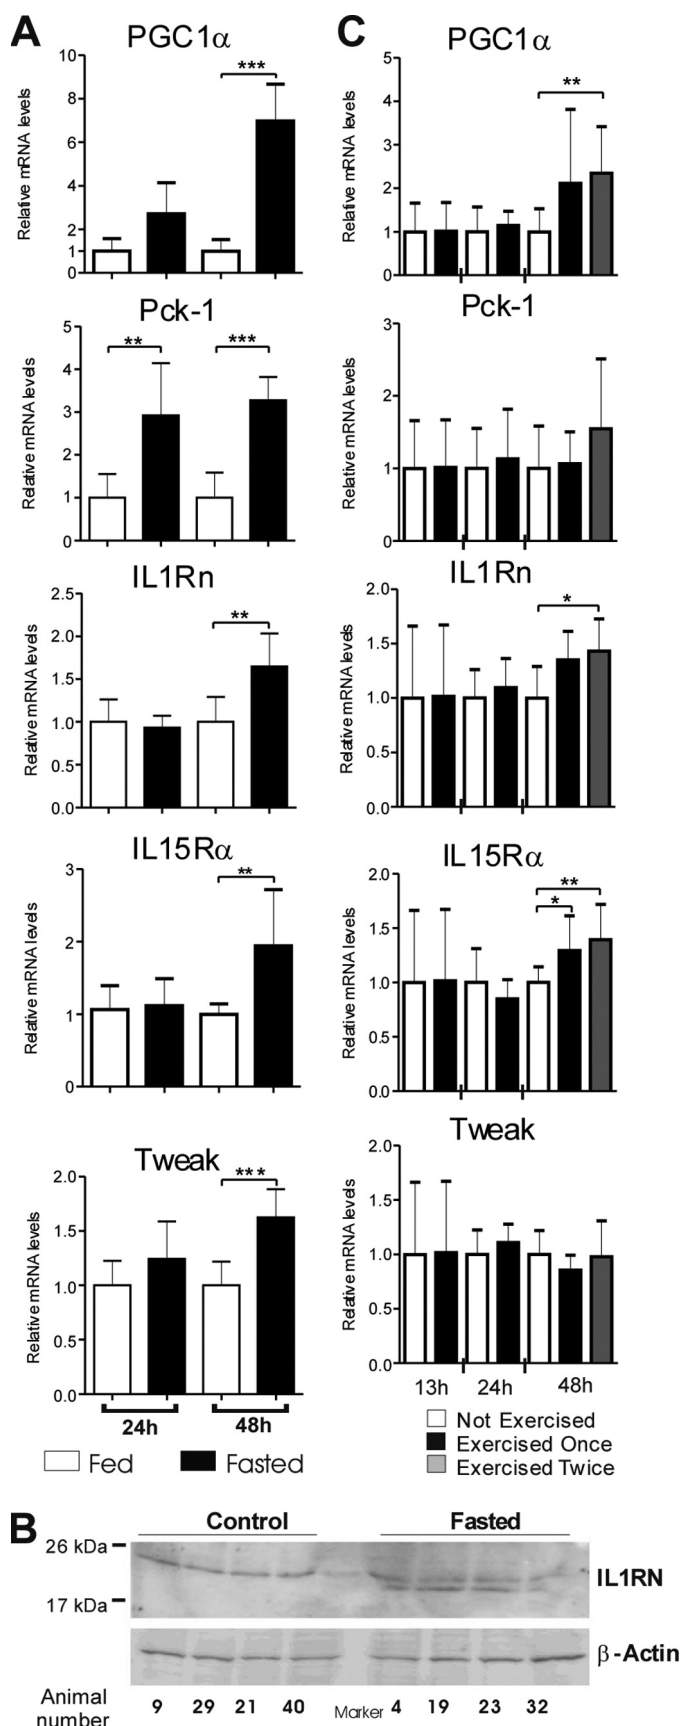 A
PGC1α
Relative mRNA levels
10
8
6
4
2
1
0
***
Pck-1
Relative mRNA levels
5
4
3
2
1
0
**
***
IL1Rn
Relative mRNA levels
2.5
2.0
1.5
1.0
0.5
0.0
**
IL15Rα
Relative mRNA levels
3
2
1
0
**
Tweak
Relative mRNA levels
2.0
1.5
1.0
0.5
0.0
***
24h
48h
Fed
Fasted
C
PGC1α
Relative mRNA levels
5
4
3
2
1
0
**
Pck-1
Relative mRNA levels
3
2
1
0
IL1Rn
Relative mRNA levels
2.0
1.5
1.0
0.5
0.0
*
IL15Rα
Relative mRNA levels
2.0
1.5
1.0
0.5
0.0
**
*
Tweak
Relative mRNA levels
2.0
1.5
1.0
0.5
0.0
13h
24h
48h
Not Exercised
Exercised Once
Exercised Twice
B
Control
Fasted
26 kDa
17 kDa
IL1RN
β-Actin
Animal
number
9 29 21 40 Marker 4 19 23 32